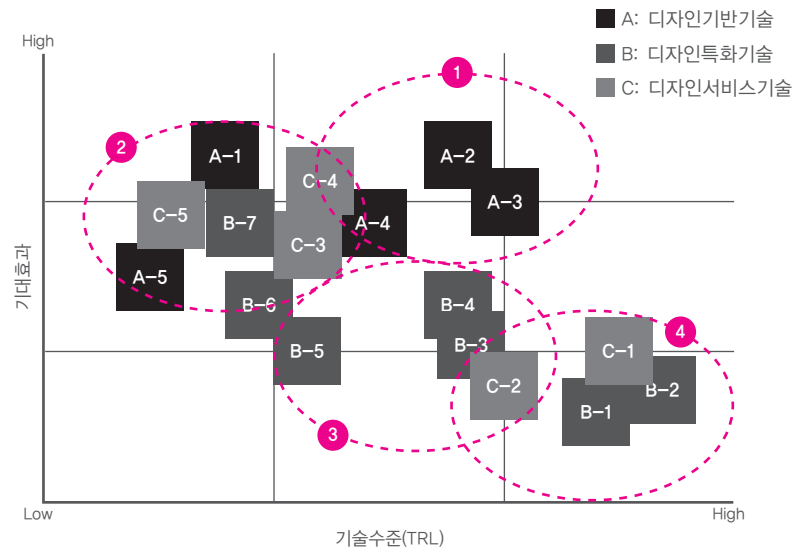 A: 디자인기반기술
B: 디자인특화기술
C: 디자인서비스기술
High
1
2
A-1
A-2
C-4
A-3
C-5
B-7
A-4
C-3
기대효과
A-5
B-6
B-4
4
B-5
B-3
C-1
C-2
B-2
B-1
3
Low
High
기술수준(TRL)